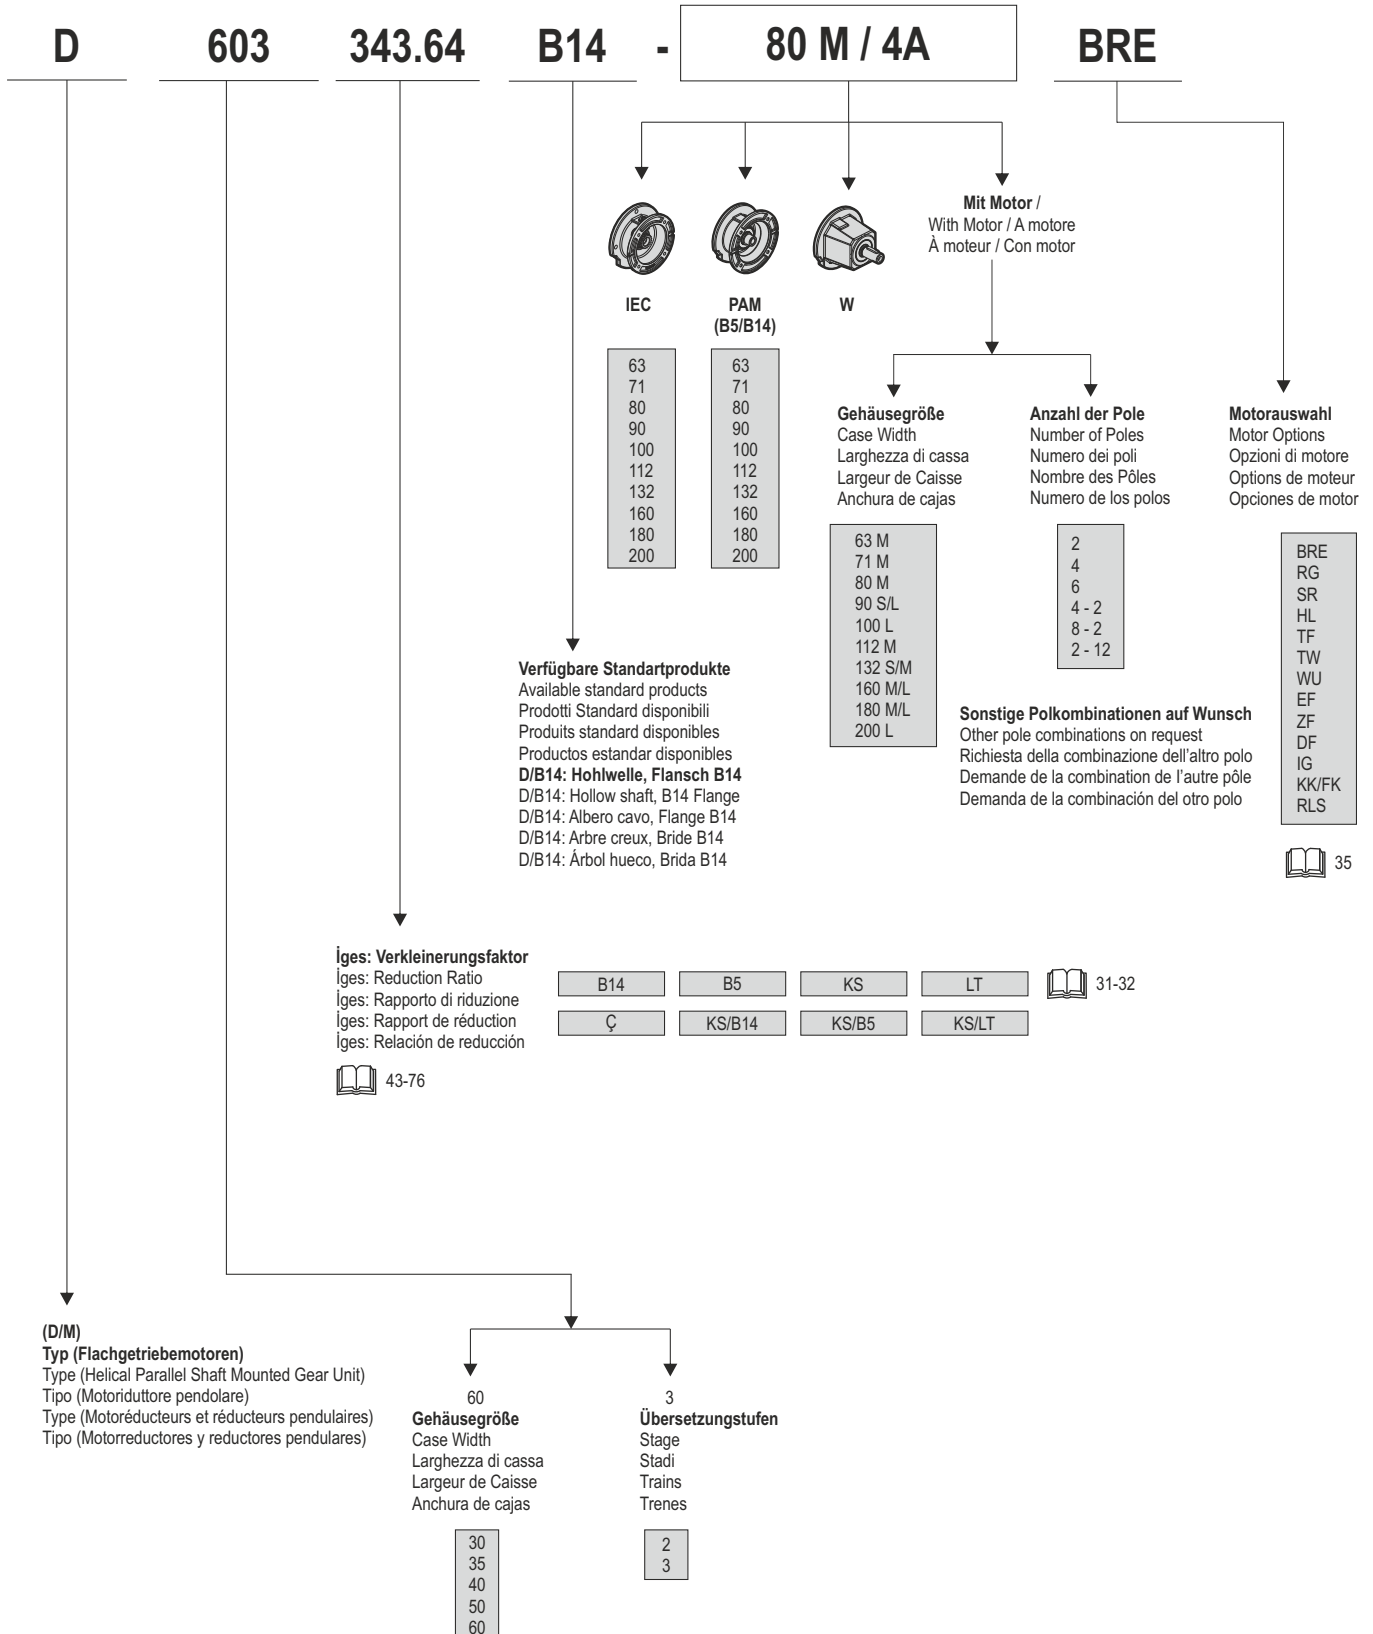 D 603 343.64 B14 - 80 M / 4A BRE
IEC
PAM
(B5/B14)
W
Mit Motor /
With Motor / A motore
À moteur / Con motor
63
71
80
90
100
112
132
160
180
200
63
71
80
90
100
112
132
160
180
200
Gehäusegröße
Case Width
Larghezza di cassa
Largeur de Caisse
Anchura de cajas
63 M
71 M
80 M
90 S/L
100 L
112 M
132 S/M
160 M/L
180 M/L
200 L
Anzahl der Pole
Number of Poles
Numero dei poli
Nombre des Pôles
Numero de los polos
2
4
6
4 - 2
8 - 2
2 - 12
Motorauswahl
Motor Options
Opzioni di motore
Options de moteur
Opciones de motor
BRE
RG
SR
HL
TF
TW
WU
EF
ZF
DF
IG
KK/FK
RLS
35
Sonstige Polkombinationen auf Wunsch
Other pole combinations on request
Richiesta della combinazione dell'altro polo
Demande de la combination de l'autre pôle
Demanda de la combinación del otro polo
Verfügbare Standartprodukte
Available standard products
Prodotti Standard disponibili
Produits standard disponibles
Productos estandar disponibles
D/B14: Hohlwelle, Flansch B14
D/B14: Hollow shaft, B14 Flange
D/B14: Albero cavo, Flange B14
D/B14: Arbre creux, Bride B14
D/B14: Árbol hueco, Brida B14
İges: Verkleinerungsfaktor
İges: Reduction Ratio
İges: Rapporto di riduzione
İges: Rapport de réduction
İges: Relación de reducción
43-76
B14 B5 KS LT 31-32
Ç KS/B14 KS/B5 KS/LT
(D/M)
Typ (Flachgetriebemotoren)
Type (Helical Parallel Shaft Mounted Gear Unit)
Tipo (Motoriduttore pendolare)
Type (Motoréducteurs et réducteurs pendulaires)
Tipo (Motorreductores y reductores pendulares)
60
Gehäusegröße
Case Width
Larghezza di cassa
Largeur de Caisse
Anchura de cajas
30
35
40
50
60
3
Übersetzungstufen
Stage
Stadi
Trains
Trenes
2
3